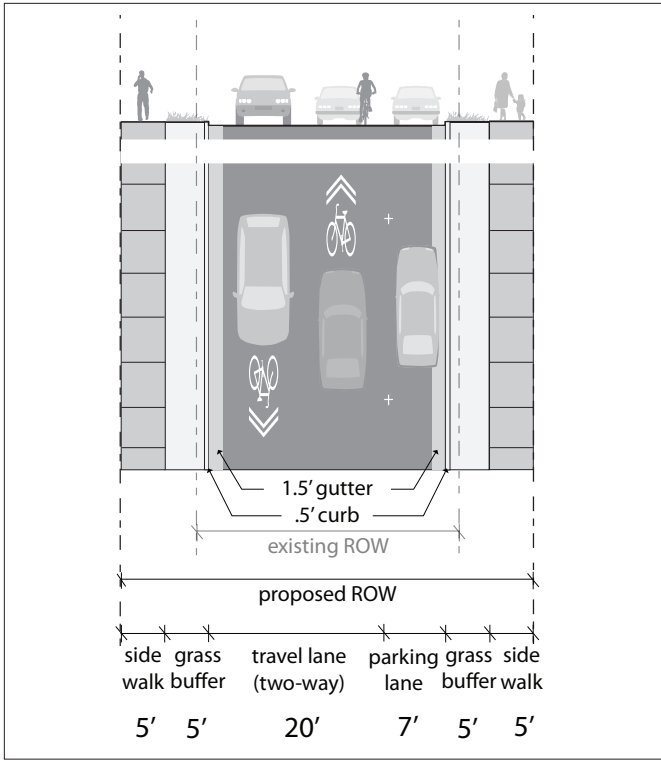 1.5’ gutter
.5’ curb
existing ROW
proposed ROW
side walk
grass buffer
travel lane (two-way)
parking lane
grass buffer
side walk
5’
5’
20’
7’
5’
5’